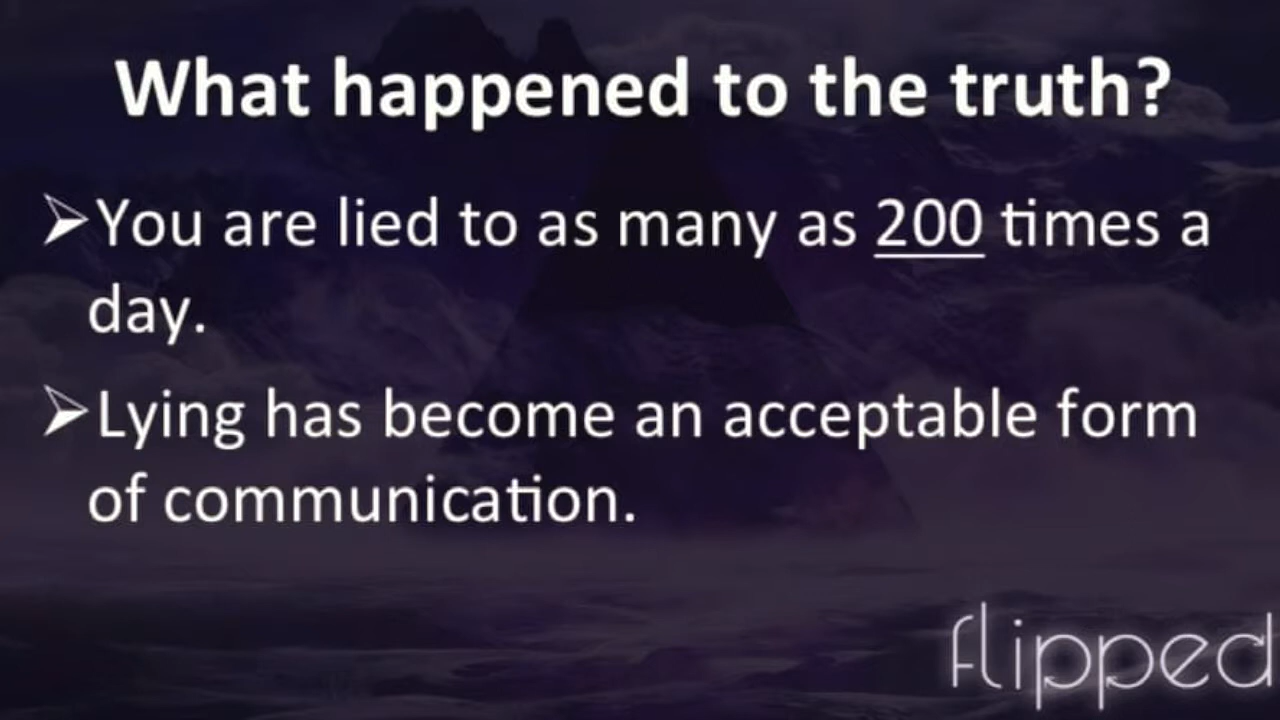 What happened to the truth?
➢You are lied to as many as 200 times a
day.
➢Lying has become an acceptable form
of communication.
flipped